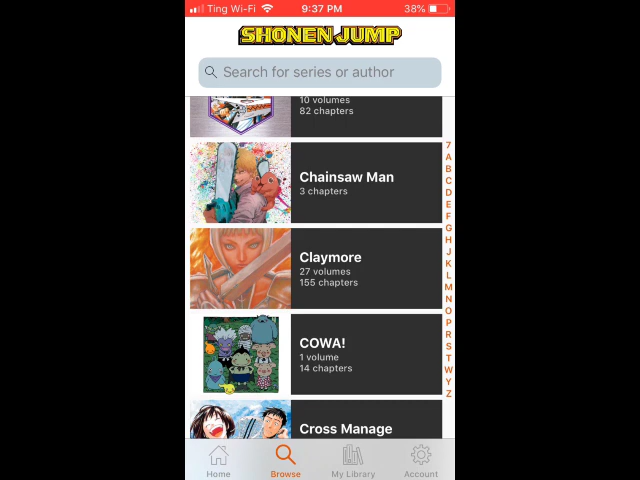 Ting Wi-Fi
9:37 PM
38%
SHONEN JUMP
Search for series or author
10 volumes
82 chapters
Chainsaw Man
3 chapters
Claymore
27 volumes
155 chapters
COWA!
1 volume
14 chapters
Cross Manage
7
A
B
C
D
E
F
G
H
J
K
L
M
N
O
P
R
S
T
W
Y
Z
Home
Browse
My Library
Account